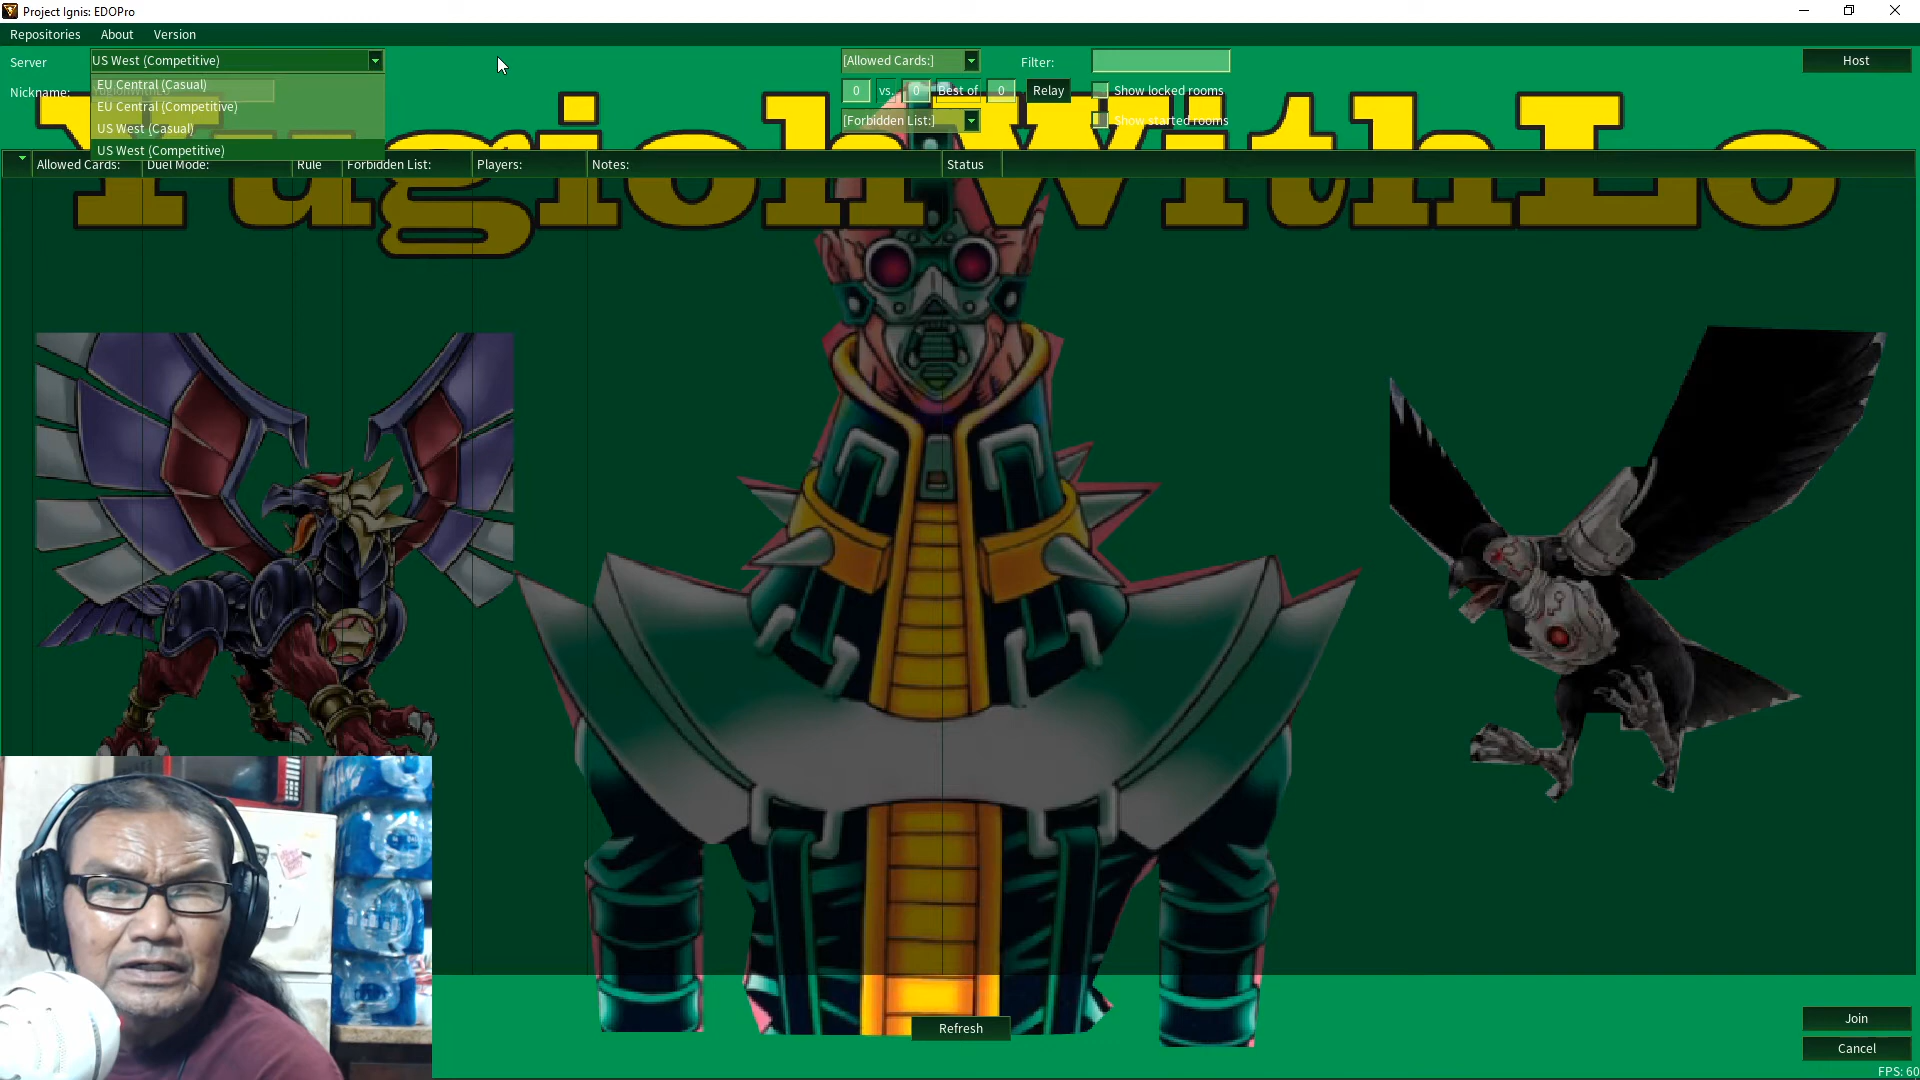 Project Ignis: EDOPro
Repositories About Version
Server US West (Competitive) [Allowed Cards:] Filter: Host
EU Central (Casual)
Nickname: 0 vs. 0 Best of 0 Relay Show locked rooms
EU Central (Competitive)
US West (Casual) [Forbidden List:] Show started rooms
US West (Competitive)
YugiohWithLo
Allowed Cards: Duel Mode: Rule Forbidden List: Players: Notes: Status
Refresh
Join
Cancel
FPS: 60